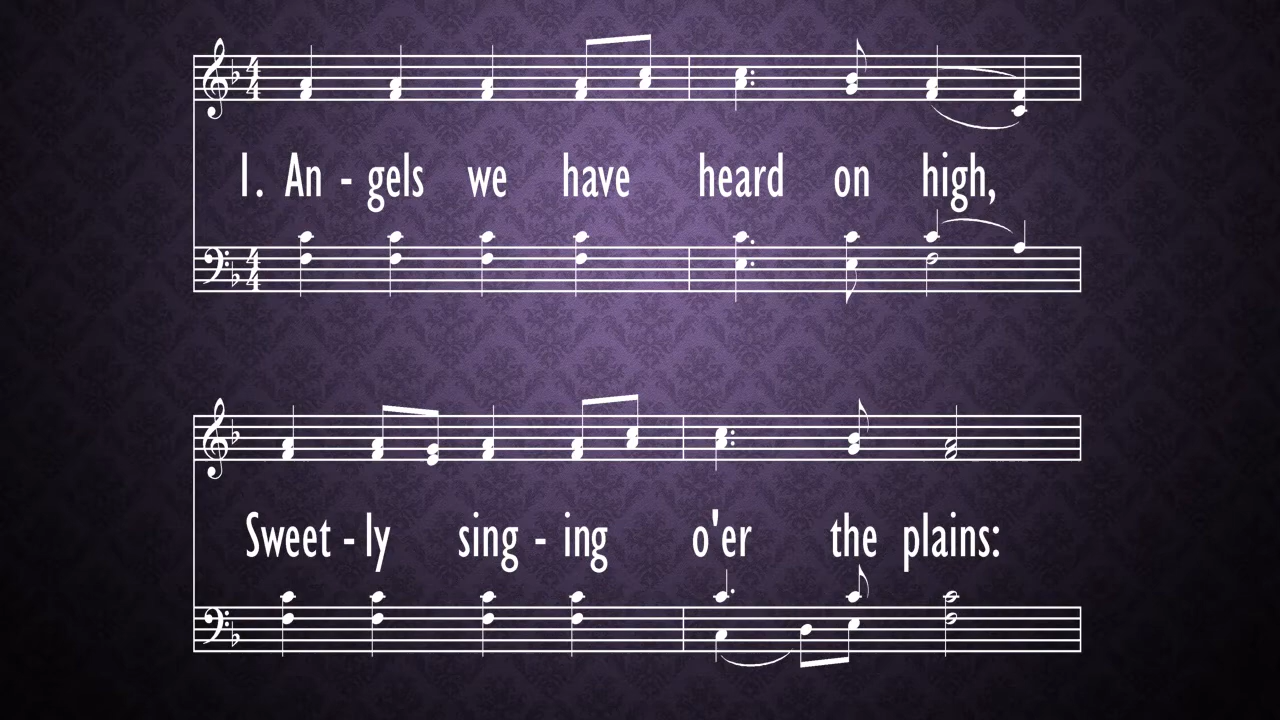 1. An - gels we have heard on high,
Sweet - ly sing - ing o'er the plains: